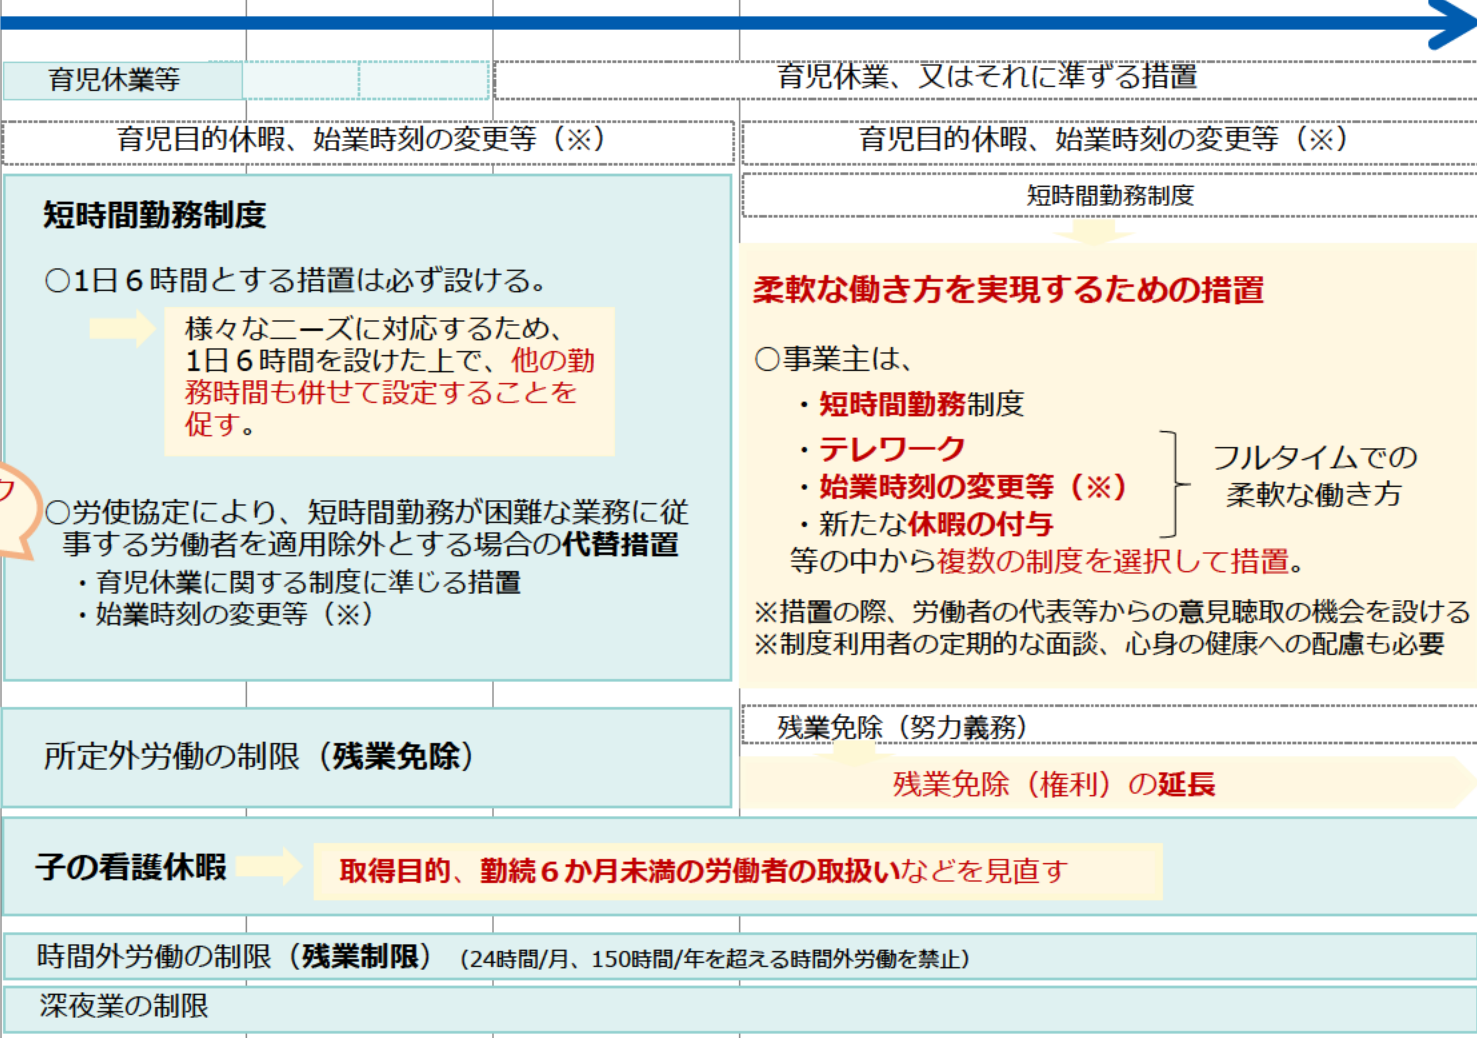 育児休業等
育児休業、又はそれに準ずる措置
育児目的休暇、始業時刻の変更等（※）
育児目的休暇、始業時刻の変更等（※）
短時間勤務制度
○1日６時間とする措置は必ず設ける。
様々なニーズに対応するため、
1日６時間を設けた上で、他の勤
務時間も併せて設定することを
促す。
ク
○労使協定により、短時間勤務が困難な業務に従
事する労働者を適用除外とする場合の代替措置
・育児休業に関する制度に準じる措置
・始業時刻の変更等（※）
短時間勤務制度
柔軟な働き方を実現するための措置
○事業主は、
・短時間勤務制度
・テレワーク
・始業時刻の変更等（※）
・新たな休暇の付与
フルタイムでの
柔軟な働き方
等の中から複数の制度を選択して措置。
※措置の際、労働者の代表等からの意見聴取の機会を設ける
※制度利用者の定期的な面談、心身の健康への配慮も必要
所定外労働の制限（残業免除）
残業免除（努力義務）
残業免除（権利）の延長
子の看護休暇
取得目的、勤続６か月未満の労働者の取扱いなどを見直す
時間外労働の制限（残業制限）（24時間/月、150時間/年を超える時間外労働を禁止）
深夜業の制限